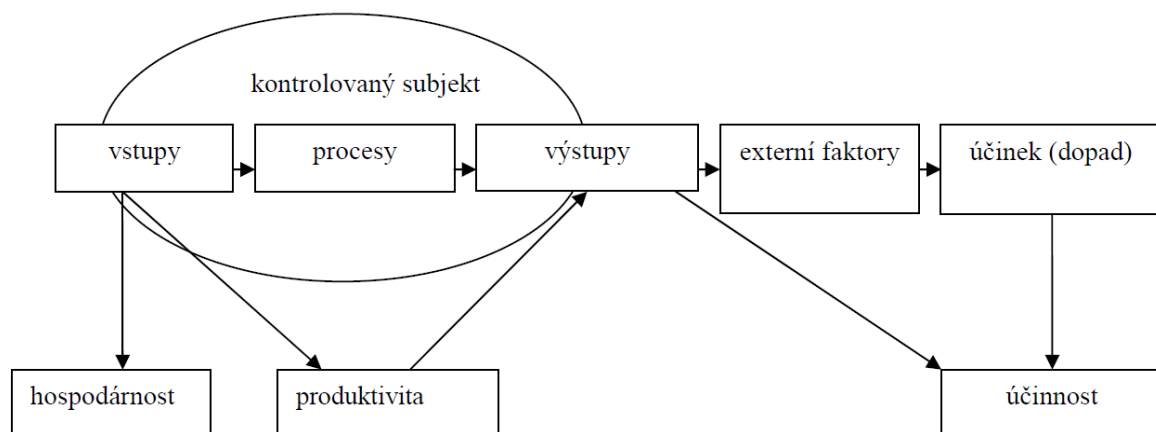 kontrolovaný subjekt
vstupy
procesy
výstupy
externí faktory
účinek (dopad)
hospodárnost
produktivita
účinnost